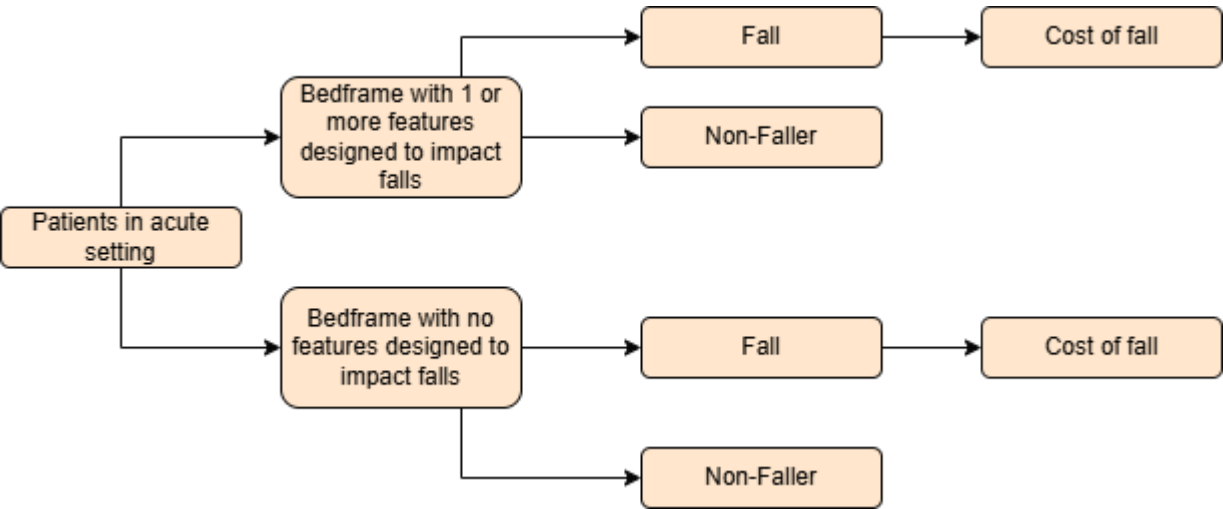 Fall
Cost of fall
Bedframe with 1 or
more features
designed to impact
falls
Non-Faller
Patients in acute
setting
Bedframe with no
features designed to
impact falls
Fall
Cost of fall
Non-Faller